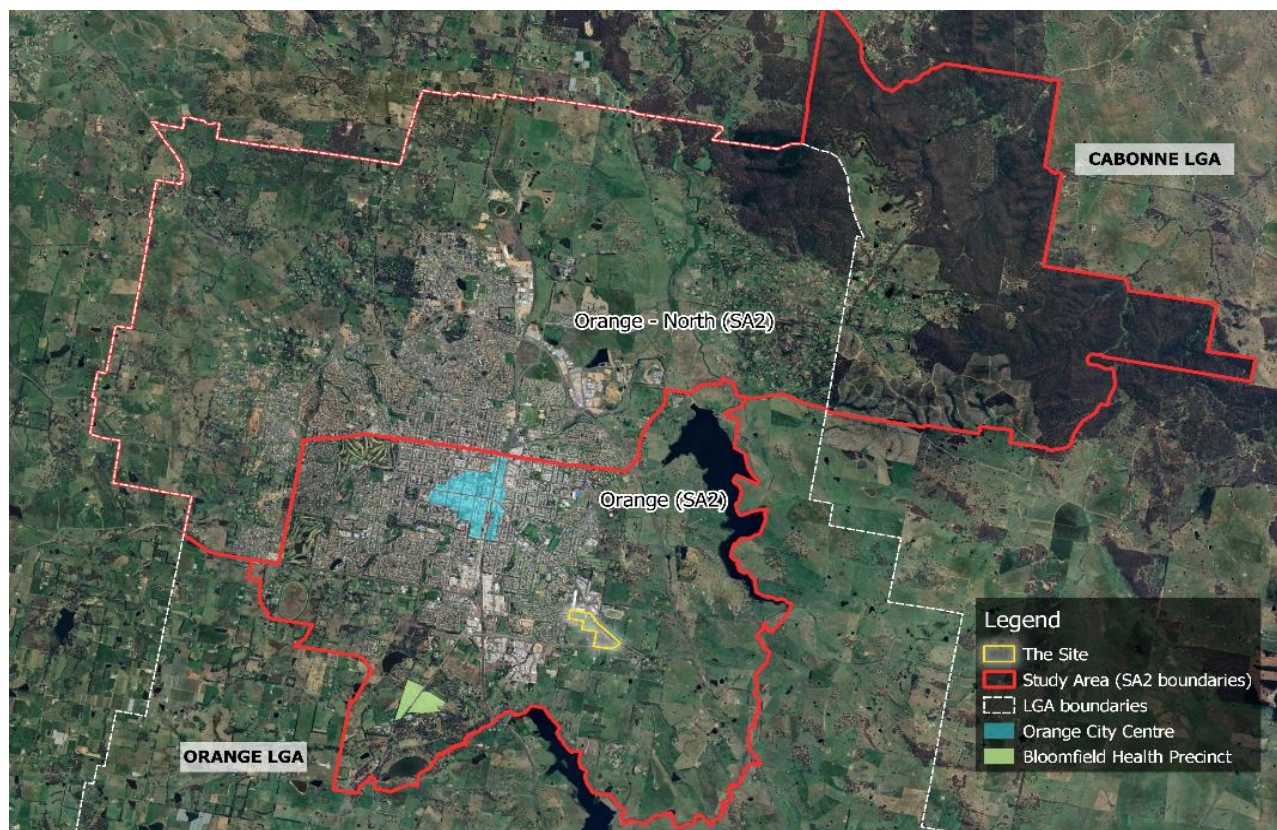 CABONNE LGA
Orange - North (SA2)
Orange (SA2)
ORANGE LGA
Legend
The Site
Study Area (SA2 boundaries)
LGA boundaries
Orange City Centre
Bloomfield Health Precinct